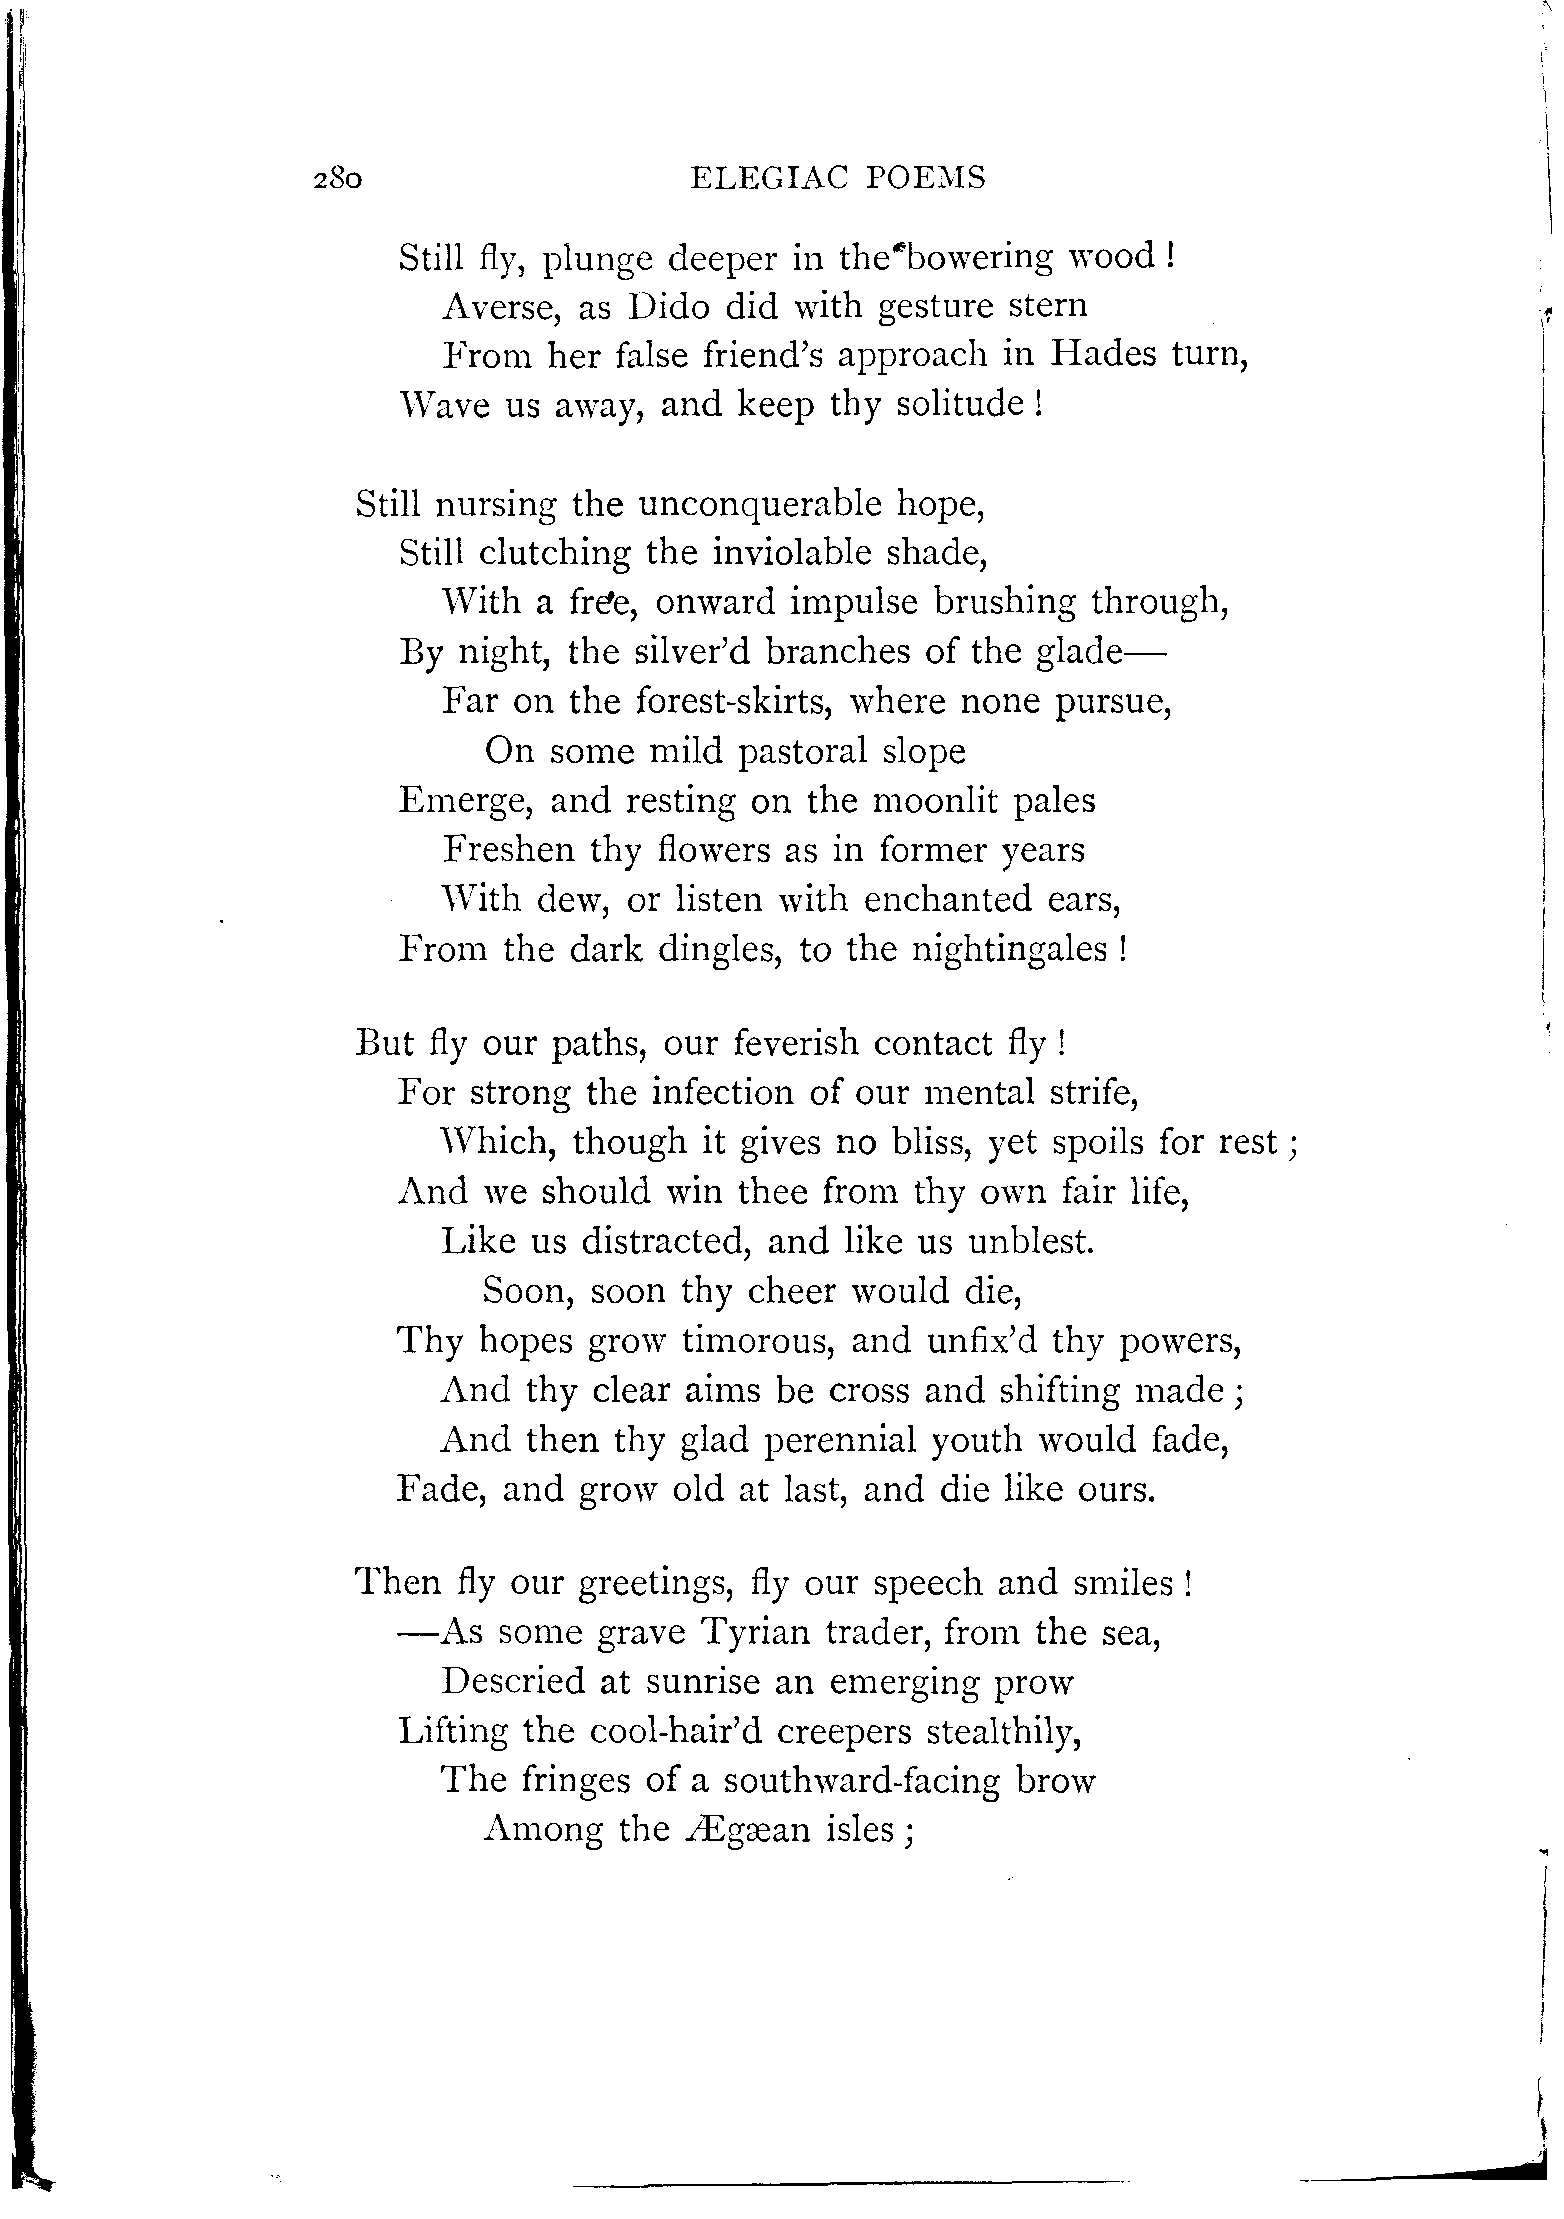 280 ELEGIAC POEMS
Still fly, plunge deeper in the bowering wood !
Averse, as Dido did with gesture stern
From her false friend's approach in Hades turn,
Wave us away, and keep thy solitude !
Still nursing the unconquerable hope,
Still clutching the inviolable shade,
With a free, onward impulse brushing through,
By night, the silver'd branches of the glade—
Far on the forest-skirts, where none pursue,
On some mild pastoral slope
Emerge, and resting on the moonlit pales
Freshen thy flowers as in former years
With dew, or listen with enchanted ears,
From the dark dingles, to the nightingales !
But fly our paths, our feverish contact fly !
For strong the infection of our mental strife,
Which, though it gives no bliss, yet spoils for rest ;
And we should win thee from thy own fair life,
Like us distracted, and like us unblest.
Soon, soon thy cheer would die,
Thy hopes grow timorous, and unfix'd thy powers,
And thy clear aims be cross and shifting made ;
And then thy glad perennial youth would fade,
Fade, and grow old at last, and die like ours.
Then fly our greetings, fly our speech and smiles !
—As some grave Tyrian trader, from the sea,
Descried at sunrise an emerging prow
Lifting the cool-hair'd creepers stealthily,
The fringes of a southward-facing brow
Among the Ægæan isles ;